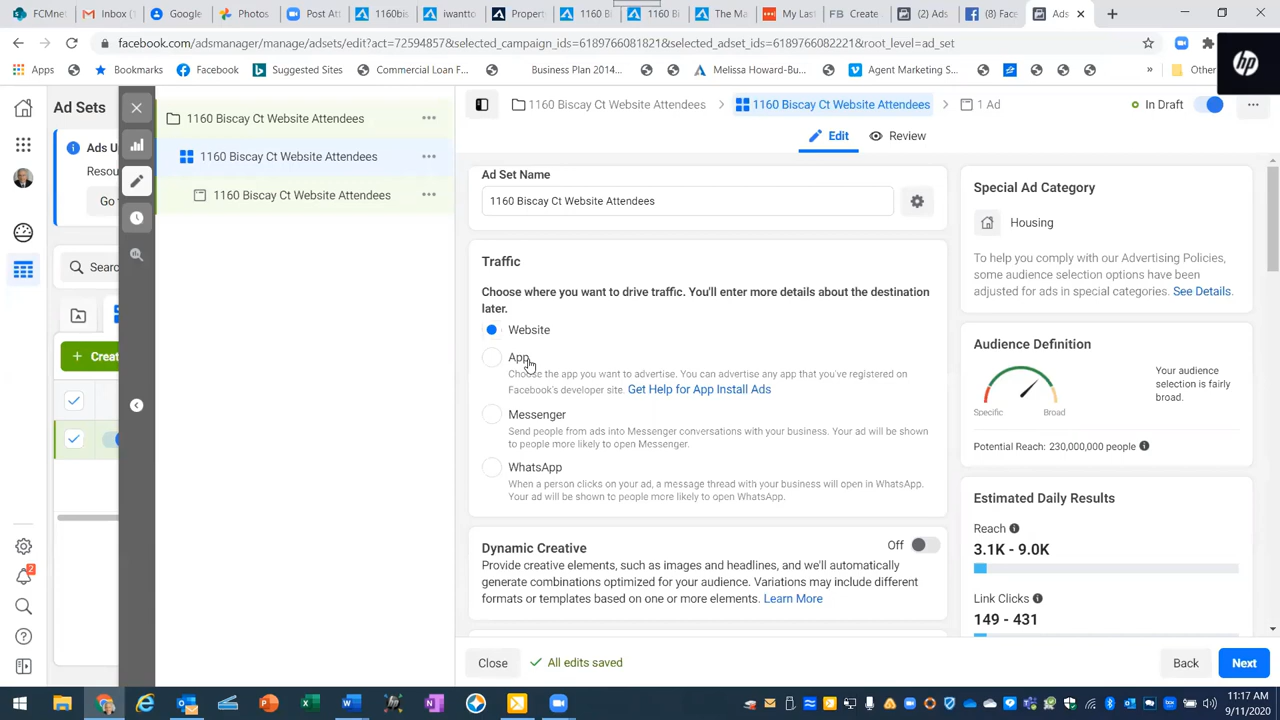 FCMnet
Inbox (
Google
Photos
Post Att
1160bis
iwantto
Propert
1160 B
1160 B
The Ma
My Last
FB Create
(2) Ads
(8) Face
Ads
facebook.com/adsmanager/manage/adsets/edit?act=72594857&selected_campaign_ids=6189766081821&selected_adset_ids=6189766082221&root_level=ad_set
Apps
Bookmarks
Facebook
Suggested Sites
Commercial Loan F...
Business Plan 2014...
Melissa Howard-Bu...
Agent Marketing S...
»
Other
hp
Ad Sets
Ads U
Resou
Go
Searc
+ Creat
1160 Biscay Ct Website Attendees
1160 Biscay Ct Website Attendees
1160 Biscay Ct Website Attendees
1160 Biscay Ct Website Attendees > 1160 Biscay Ct Website Attendees > 1 Ad
In Draft
Edit
Review
Ad Set Name
1160 Biscay Ct Website Attendees
Traffic
Choose where you want to drive traffic. You'll enter more details about the destination
later.
Website
App
Choose the app you want to advertise. You can advertise any app that you've registered on
Facebook's developer site. Get Help for App Install Ads
Messenger
Send people from ads into Messenger conversations with your business. Your ad will be shown
to people more likely to open Messenger.
WhatsApp
When a person clicks on your ad, a message thread with your business will open in WhatsApp.
Your ad will be shown to people more likely to open WhatsApp.
Dynamic Creative
Off
Provide creative elements, such as images and headlines, and we'll automatically
generate combinations optimized for your audience. Variations may include different
formats or templates based on one or more elements. Learn More
Special Ad Category
Housing
To help you comply with our Advertising Policies,
some audience selection options have been
adjusted for ads in special categories. See Details.
Audience Definition
Specific
Broad
Your audience
selection is fairly
broad.
Potential Reach: 230,000,000 people
Estimated Daily Results
Reach
3.1K - 9.0K
Link Clicks
149 - 431
Close
All edits saved
Back
Next
2
11:17 AM
9/11/2020